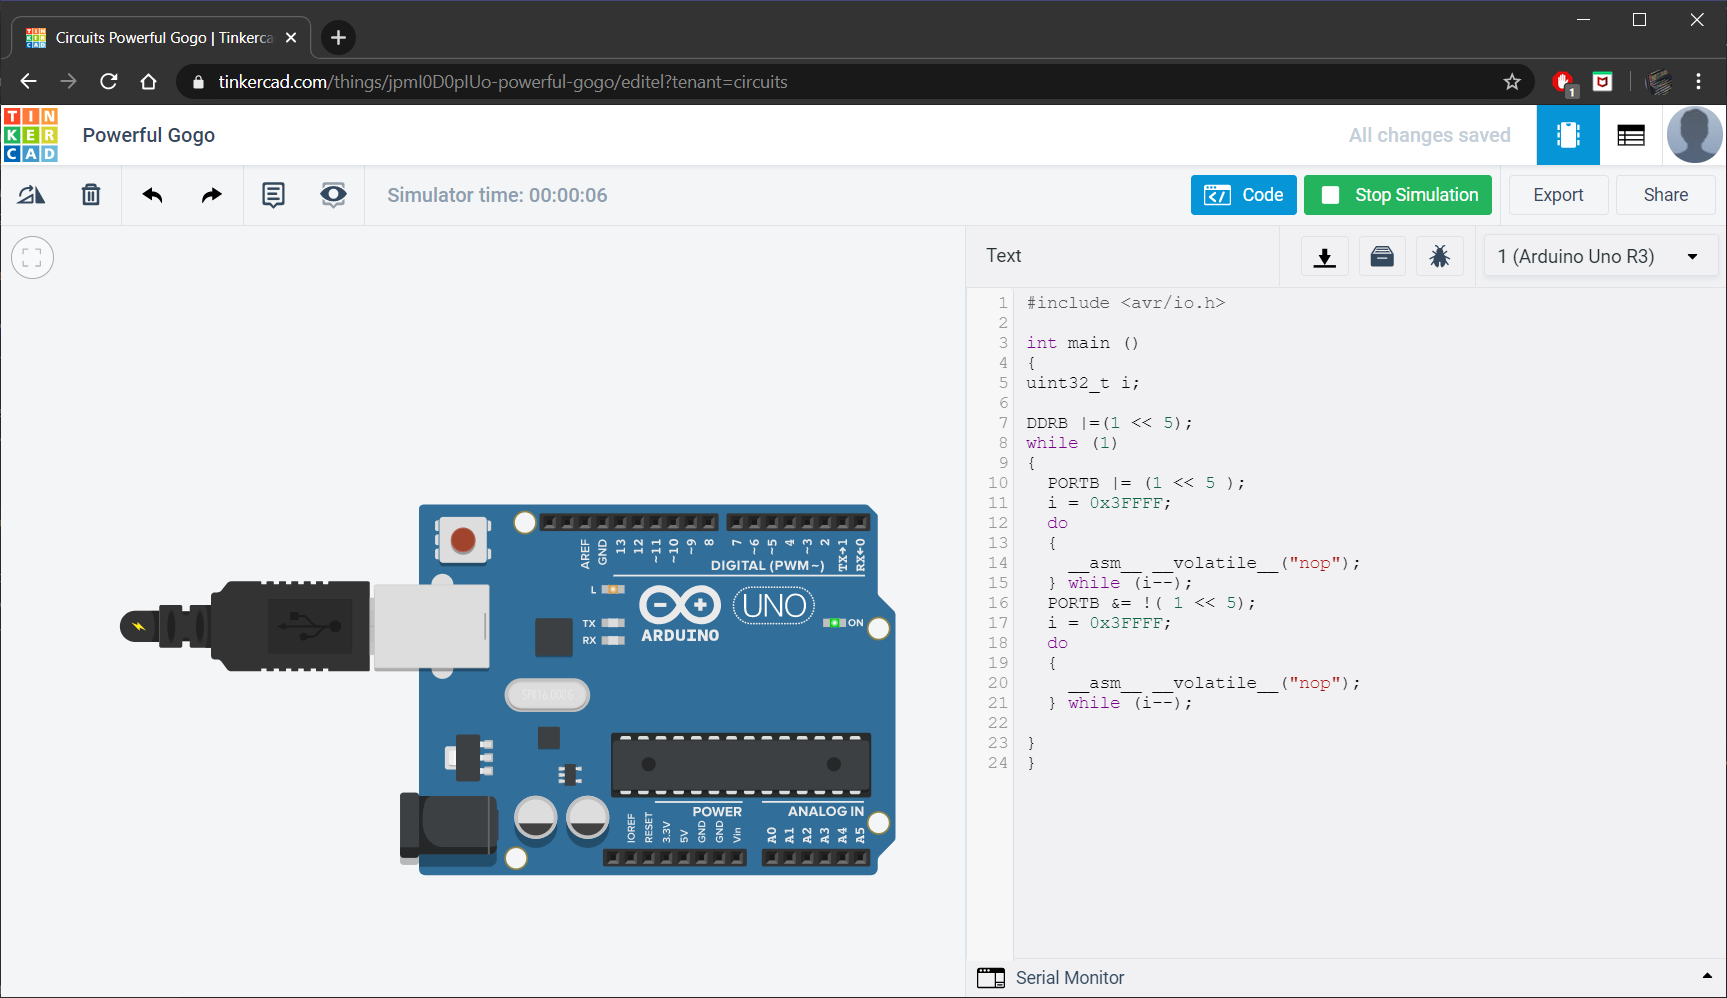 Circuits Powerful Gogo | Tinkerca
tinkercad.com/things/jpmI0D0pIUo-powerful-gogo/editel?tenant=circuits
1
TIN
KER
CAD
Powerful Gogo
All changes saved
Simulator time: 00:00:06
Code
Stop Simulation
Export
Share
Text
1 (Arduino Uno R3)
1 #include <avr/io.h>
2
3 int main ()
4 {
5 uint32_t i;
6
7 DDRB |=(1 << 5);
8 while (1)
9 {
10 PORTB |= (1 << 5 );
11 i = 0x3FFFF;
12 do
13 {
14 __asm__ __volatile__("nop");
15 } while (i--);
16 PORTB &= !( 1 << 5);
17 i = 0x3FFFF;
18 do
19 {
20 __asm__ __volatile__("nop");
21 } while (i--);
22
23 }
24 }
Serial Monitor
AREF
GND
13
12
~11
~10
~9
8
7
~6
~5
4
~3
2
TX→1
RX←0
DIGITAL (PWM~)
L
TX
RX
UNO
ARDUINO
ON
SPK16.000G
POWER
ANALOG IN
IOREF
RESET
3.3V
5V
GND
GND
Vin
A0
A1
A2
A3
A4
A5